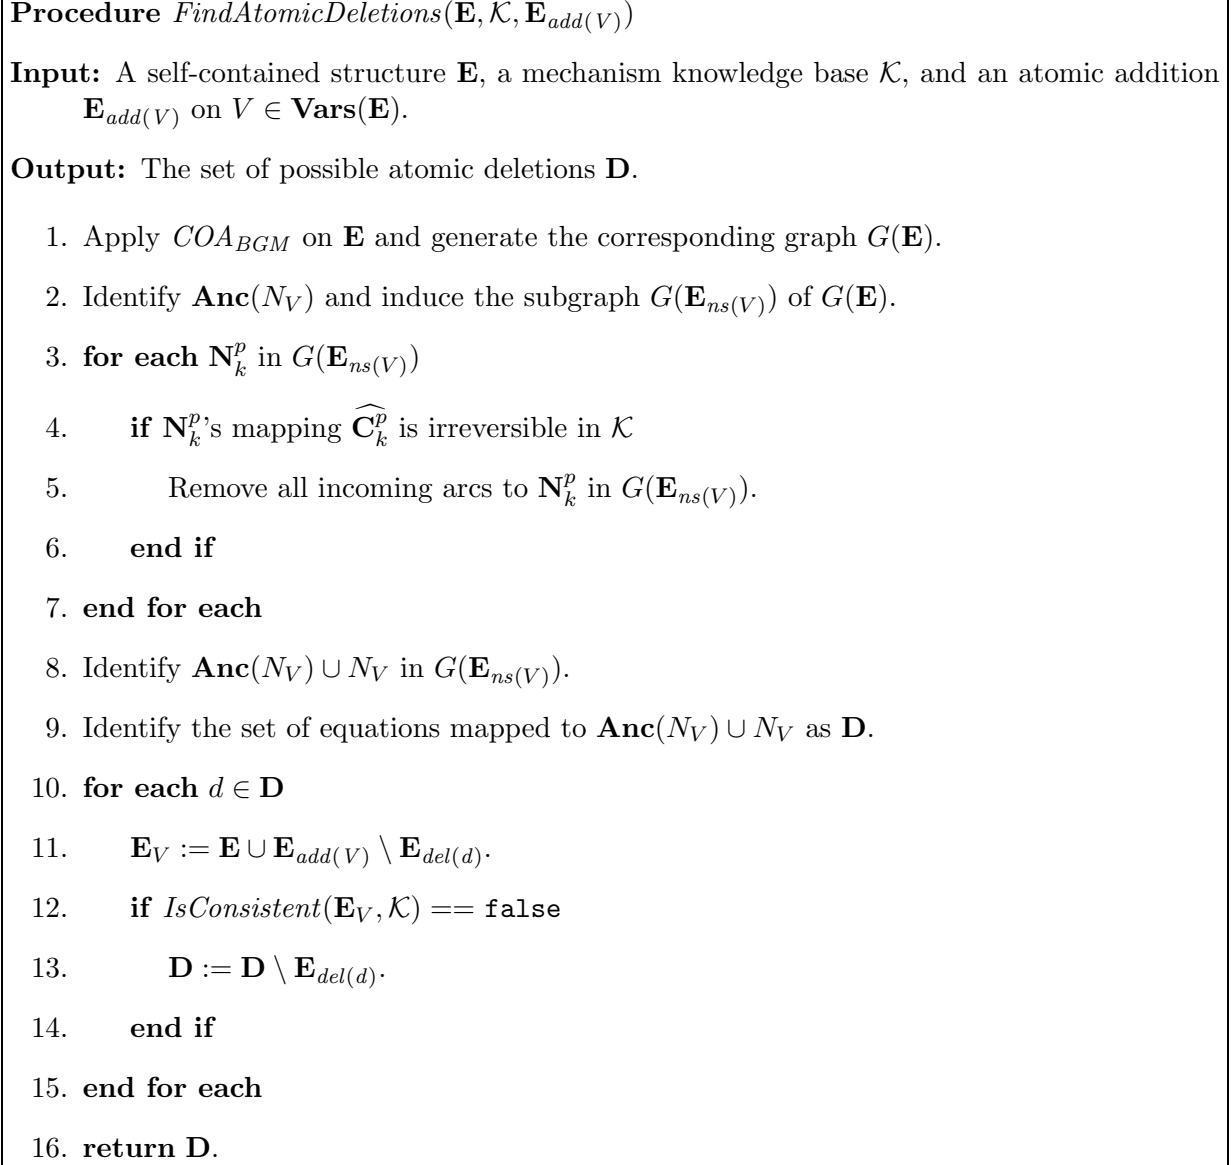 Procedure FindAtomicDeletions(E, 𝒦, E_add(V))
Input: A self-contained structure E, a mechanism knowledge base 𝒦, and an atomic addition
E_add(V) on V ∈ Vars(E).
Output: The set of possible atomic deletions D.
1. Apply COA_BGM on E and generate the corresponding graph G(E).
2. Identify Anc(N_V) and induce the subgraph G(E_ns(V)) of G(E).
3. for each N_k^p in G(E_ns(V))
4. if N_k^p's mapping \widehat{C_k^p} is irreversible in 𝒦
5. Remove all incoming arcs to N_k^p in G(E_ns(V)).
6. end if
7. end for each
8. Identify Anc(N_V) ∪ N_V in G(E_ns(V)).
9. Identify the set of equations mapped to Anc(N_V) ∪ N_V as D.
10. for each d ∈ D
11. E_V := E ∪ E_add(V) \ E_del(d).
12. if IsConsistent(E_V, 𝒦) == false
13. D := D \ E_del(d).
14. end if
15. end for each
16. return D.